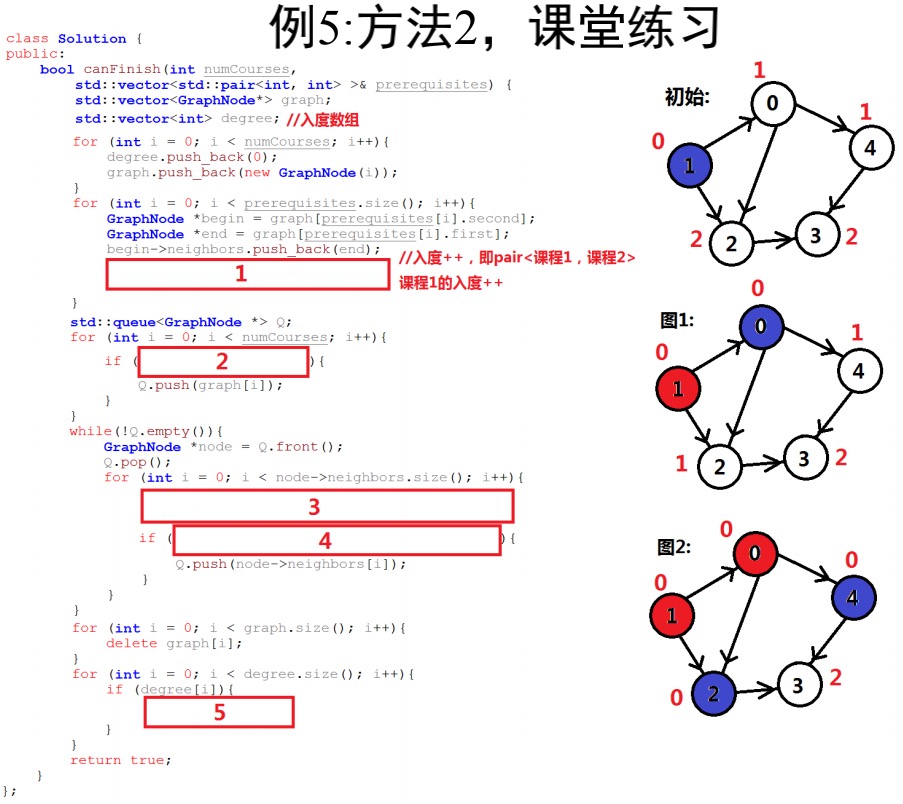 例5:方法2，课堂练习
class Solution {
public:
bool canFinish(int numCourses,
std::vector<std::pair<int, int> >& prerequisites) {
std::vector<GraphNode*> graph;
std::vector<int> degree; //入度数组
for (int i = 0; i < numCourses; i++){
degree.push_back(0);
graph.push_back(new GraphNode(i));
}
for (int i = 0; i < prerequisites.size(); i++){
GraphNode *begin = graph[prerequisites[i].second];
GraphNode *end = graph[prerequisites[i].first];
begin->neighbors.push_back(end);
1
//入度++，即pair<课程1，课程2>
课程1的入度++
}
std::queue<GraphNode *> Q;
for (int i = 0; i < numCourses; i++){
if ( 2 ){
Q.push(graph[i]);
}
}
while(!Q.empty()){
GraphNode *node = Q.front();
Q.pop();
for (int i = 0; i < node->neighbors.size(); i++){
3
if ( 4 ){
Q.push(node->neighbors[i]);
}
}
}
for (int i = 0; i < graph.size(); i++){
delete graph[i];
}
for (int i = 0; i < degree.size(); i++){
if (degree[i]){
5
}
}
return true;
}
};
初始:
1
0
1
0
4
1
2
2
3
2
图1:
0
0
1
0
4
1
1
2
3
2
图2:
0
0
0
0
4
1
0
2
3
2